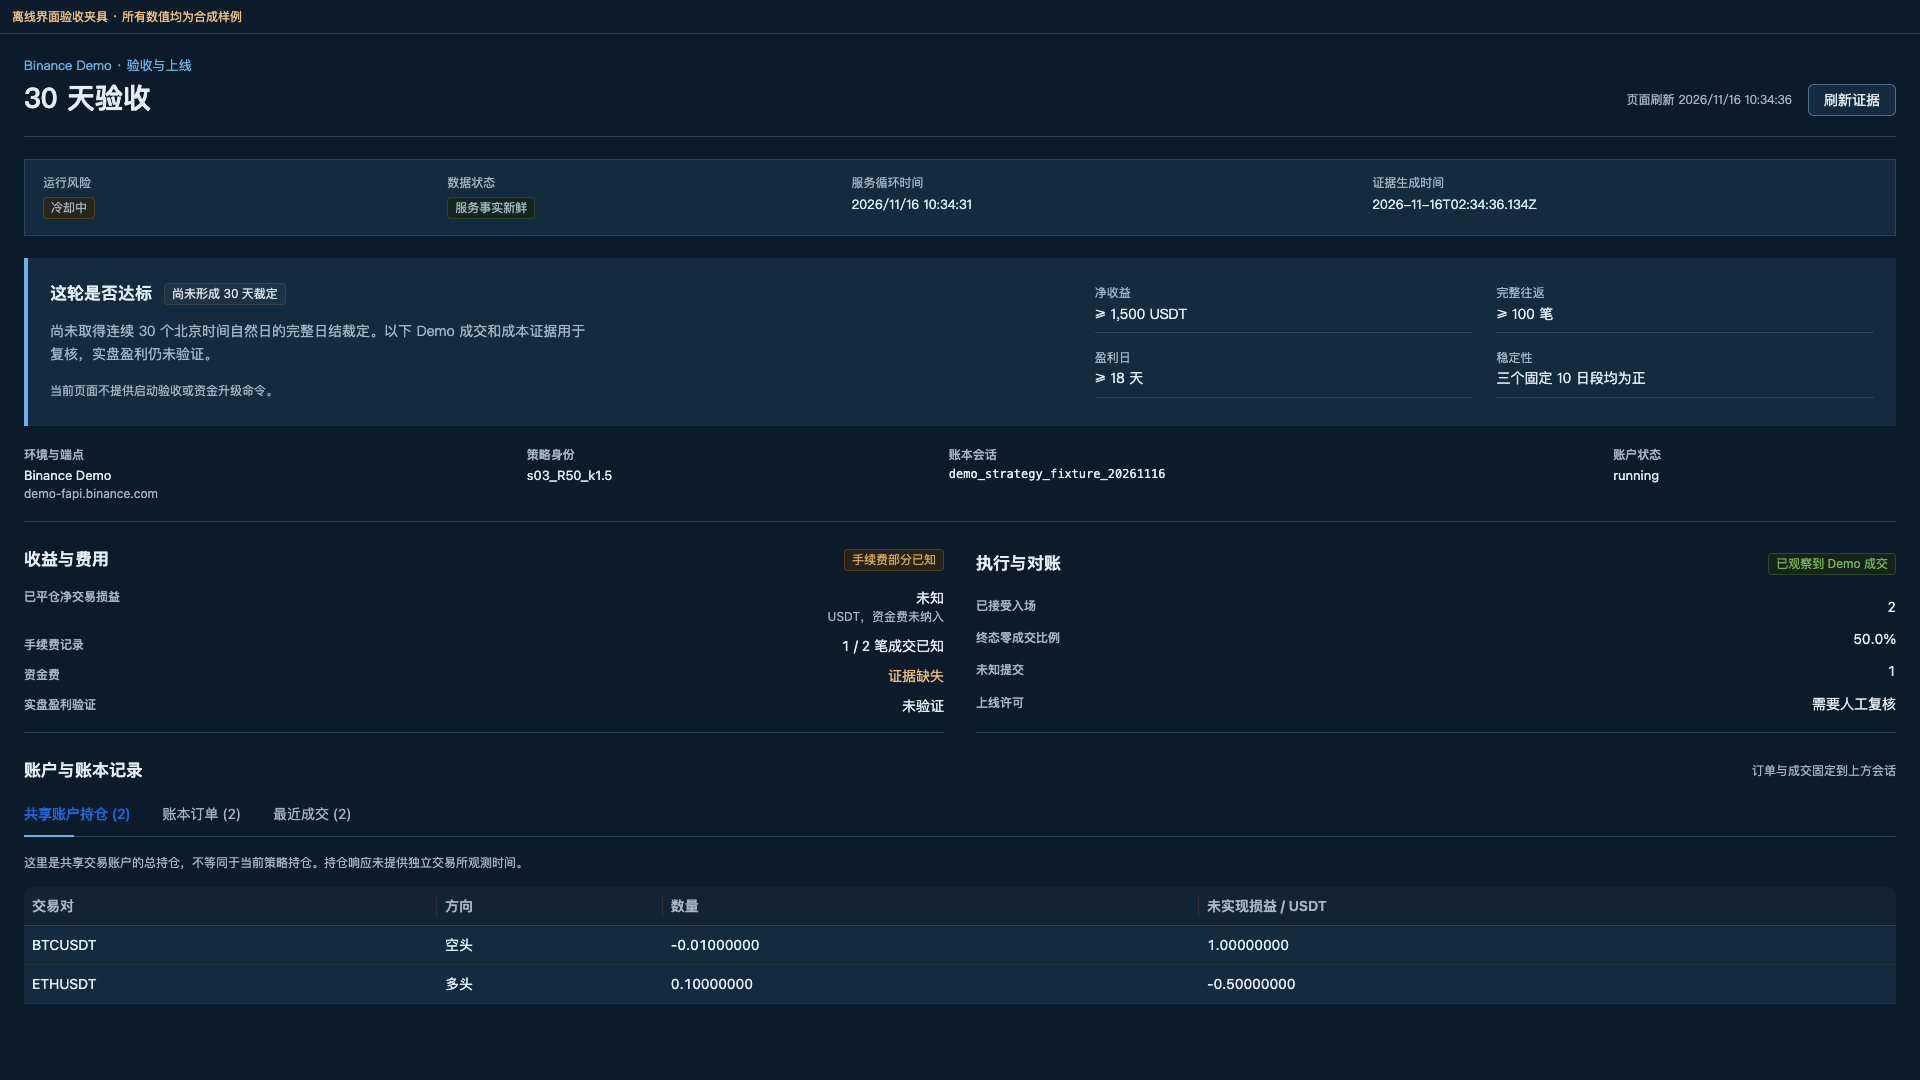 离线界面验收夹具 · 所有数值均为合成样例
Binance Demo · 验收与上线
30 天验收
页面刷新 2026/11/16 10:34:36
刷新证据
运行风险
冷却中
数据状态
服务事实新鲜
服务循环时间
2026/11/16 10:34:31
证据生成时间
2026-11-16T02:34:36.134Z
这轮是否达标
尚未形成 30 天裁定
尚未取得连续 30 个北京时间自然日的完整日结裁定。以下 Demo 成交和成本证据用于
复核，实盘盈利仍未验证。
当前页面不提供启动验收或资金升级命令。
净收益
≥ 1,500 USDT
完整往返
≥ 100 笔
盈利日
≥ 18 天
稳定性
三个固定 10 日段均为正
环境与端点
Binance Demo
demo-fapi.binance.com
策略身份
s03_R50_k1.5
账本会话
demo_strategy_fixture_20261116
账户状态
running
收益与费用
手续费部分已知
已平仓净交易损益
未知
USDT，资金费未纳入
手续费记录
1 / 2 笔成交已知
资金费
证据缺失
实盘盈利验证
未验证
执行与对账
已观察到 Demo 成交
已接受入场
2
终态零成交比例
50.0%
未知提交
1
上线许可
需要人工复核
账户与账本记录
订单与成交固定到上方会话
共享账户持仓 (2)
账本订单 (2)
最近成交 (2)
这里是共享交易账户的总持仓，不等同于当前策略持仓。持仓响应未提供独立交易所观测时间。
交易对
方向
数量
未实现损益 / USDT
BTCUSDT
空头
-0.01000000
1.00000000
ETHUSDT
多头
0.10000000
-0.50000000